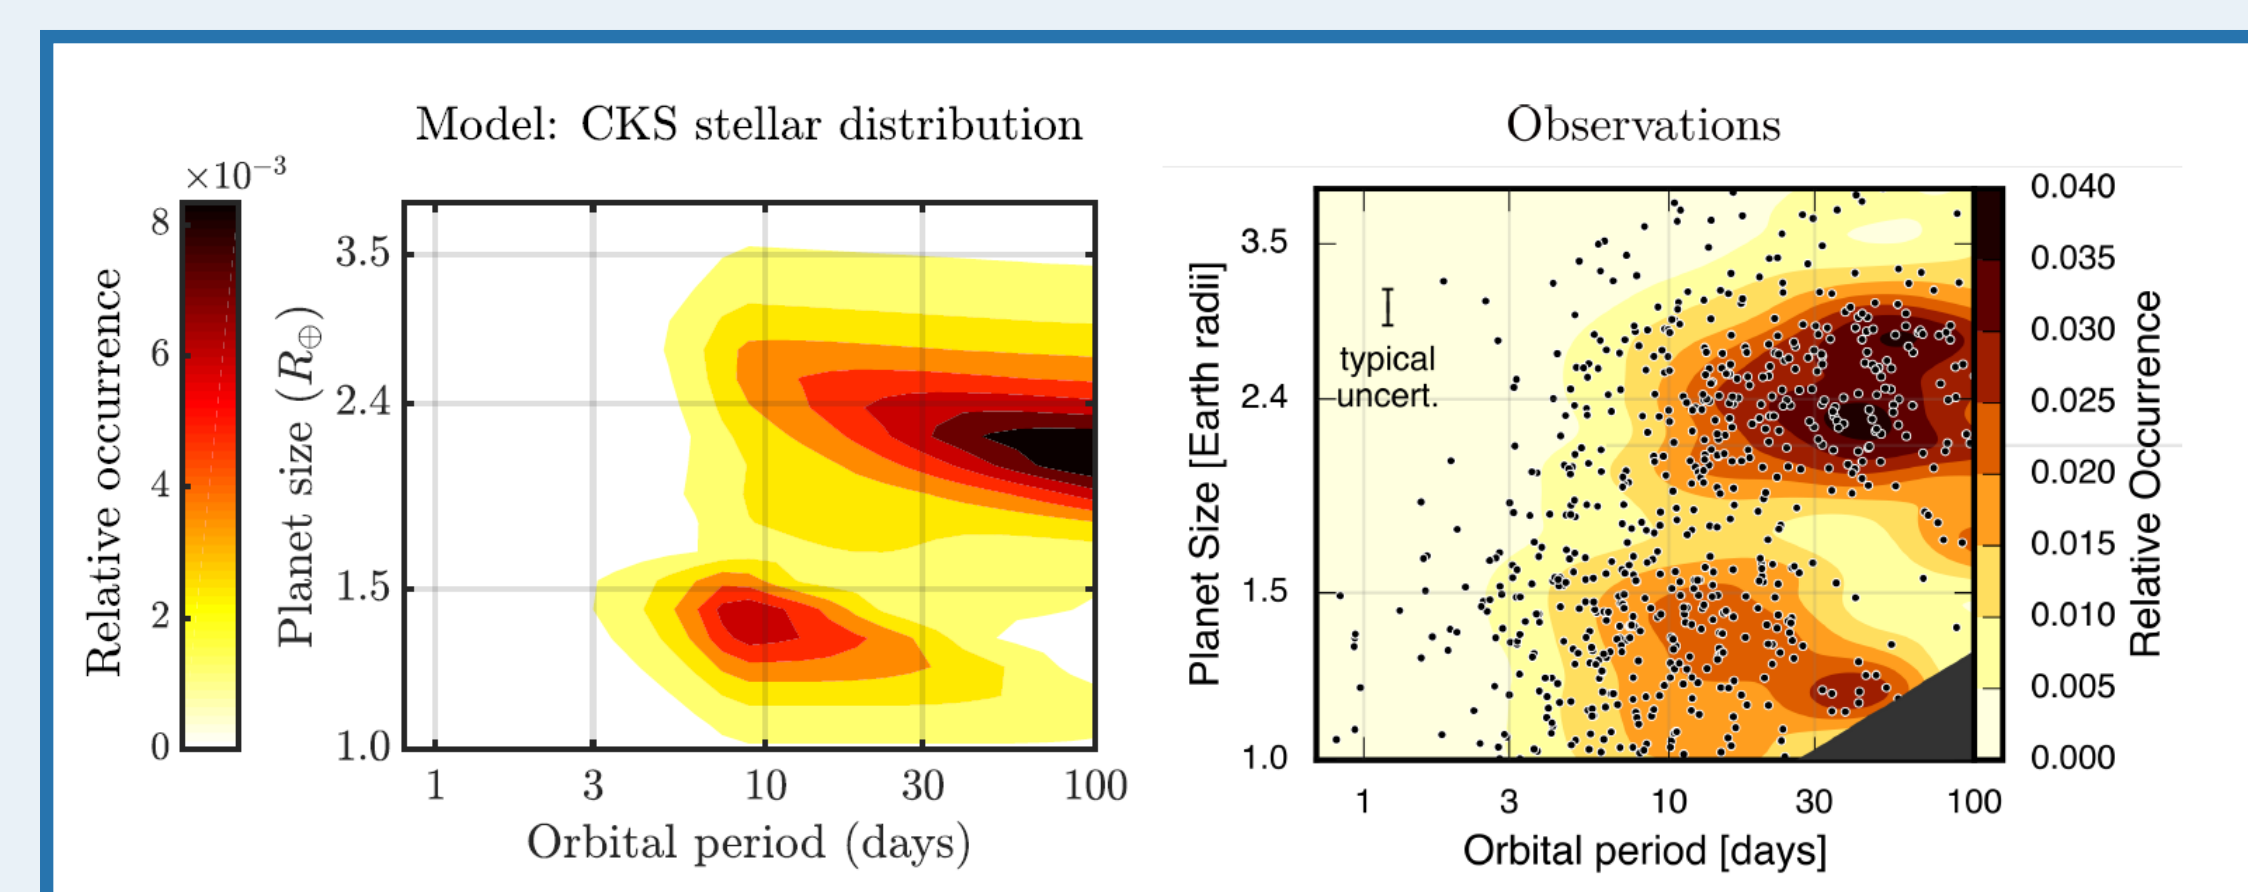 Model: CKS stellar distribution
×10−3
8
6
4
2
0
Relative occurrence
Planet size (R⊕)
3.5
2.4
1.5
1.0
1 3 10 30 100
Orbital period (days)
Observations
Planet Size [Earth radii]
3.5
2.4
1.5
1.0
typical
uncert.
1 3 10 30 100
Orbital period [days]
0.040
0.035
0.030
0.025
0.020
0.015
0.010
0.005
0.000
Relative Occurrence